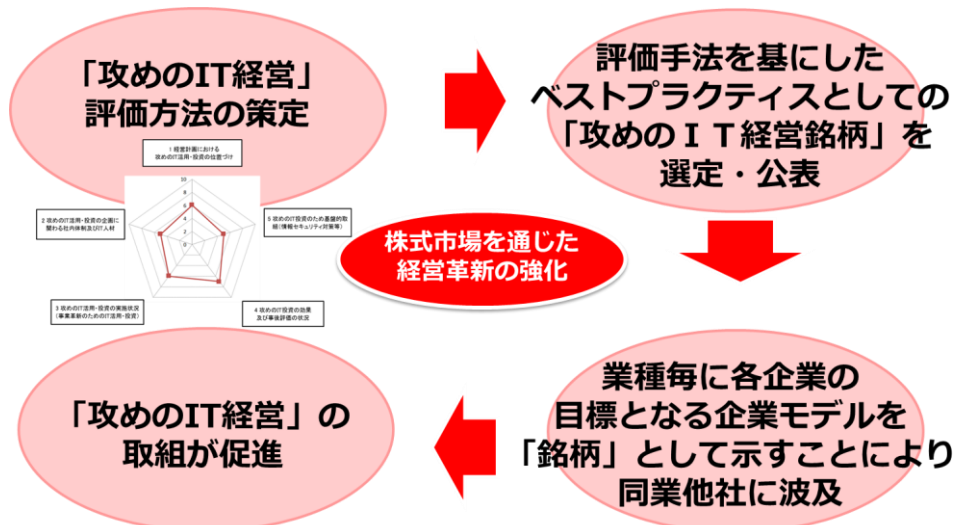 「攻めのIT経営」
評価方法の策定
評価手法を基にした
ベストプラクティスとしての
「攻めのＩＴ経営銘柄」を
選定・公表
1 経営計画における
攻めのIT活用・投資の位置づけ
2 攻めのIT活用・投資の企画に
関わる社内体制及びIT人材
5 攻めのIT投資のため基盤的取
組(情報セキュリティ対策等)
10
8
6
4
2
0
3 攻めのIT活用・投資の実施状況
(事業革新のためのIT活用・投資)
4 攻めのIT投資の効果
及び事後評価の状況
株式市場を通じた
経営革新の強化
業種毎に各企業の
目標となる企業モデルを
「銘柄」として示すことにより
同業他社に波及
「攻めのIT経営」の
取組が促進